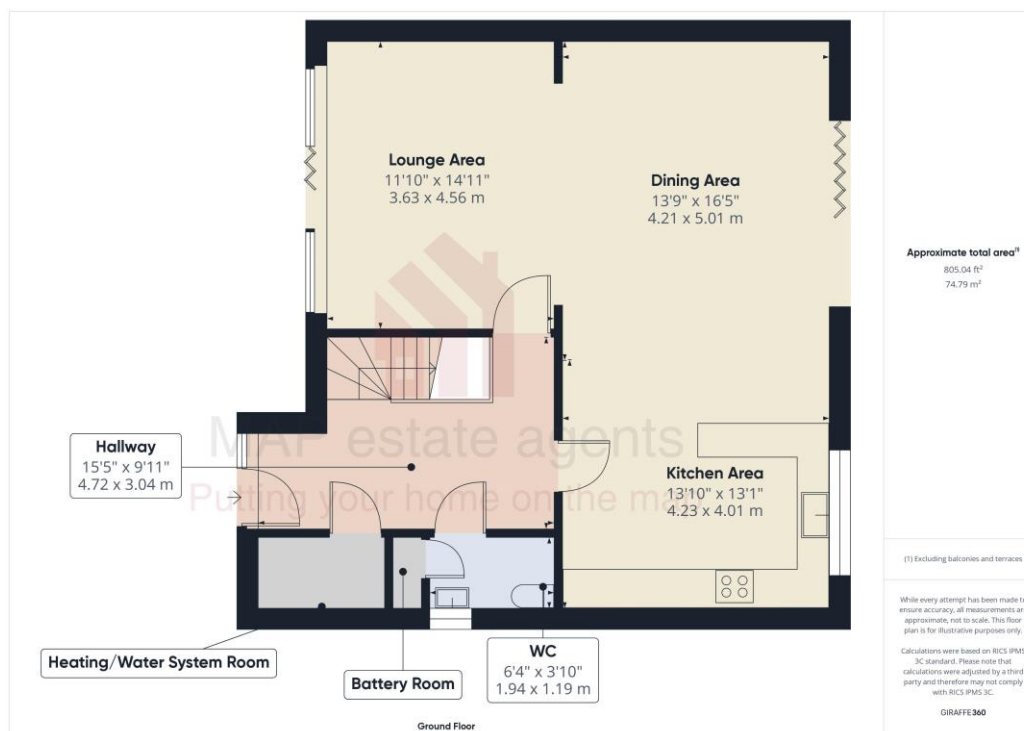 Lounge Area
11'10" x 14'11"
3.63 x 4.56 m
Dining Area
13'9" x 16'5"
4.21 x 5.01 m
Approximate total area(1)
805.04 ft²
74.79 m²
MAP estate agents
Putting your home on the map
Hallway
15'5" x 9'11"
4.72 x 3.04 m
Kitchen Area
13'10" x 13'1"
4.23 x 4.01 m
Heating/Water System Room
Battery Room
WC
6'4" x 3'10"
1.94 x 1.19 m
Ground Floor
(1) Excluding balconies and terraces
While every attempt has been made to
ensure accuracy, all measurements are
approximate, not to scale. This floor
plan is for illustrative purposes only.
Calculations were based on RICS IPMS
3C standard. Please note that
calculations were adjusted by a third
party and therefore may not comply
with RICS IPMS 3C.
GIRAFFE360